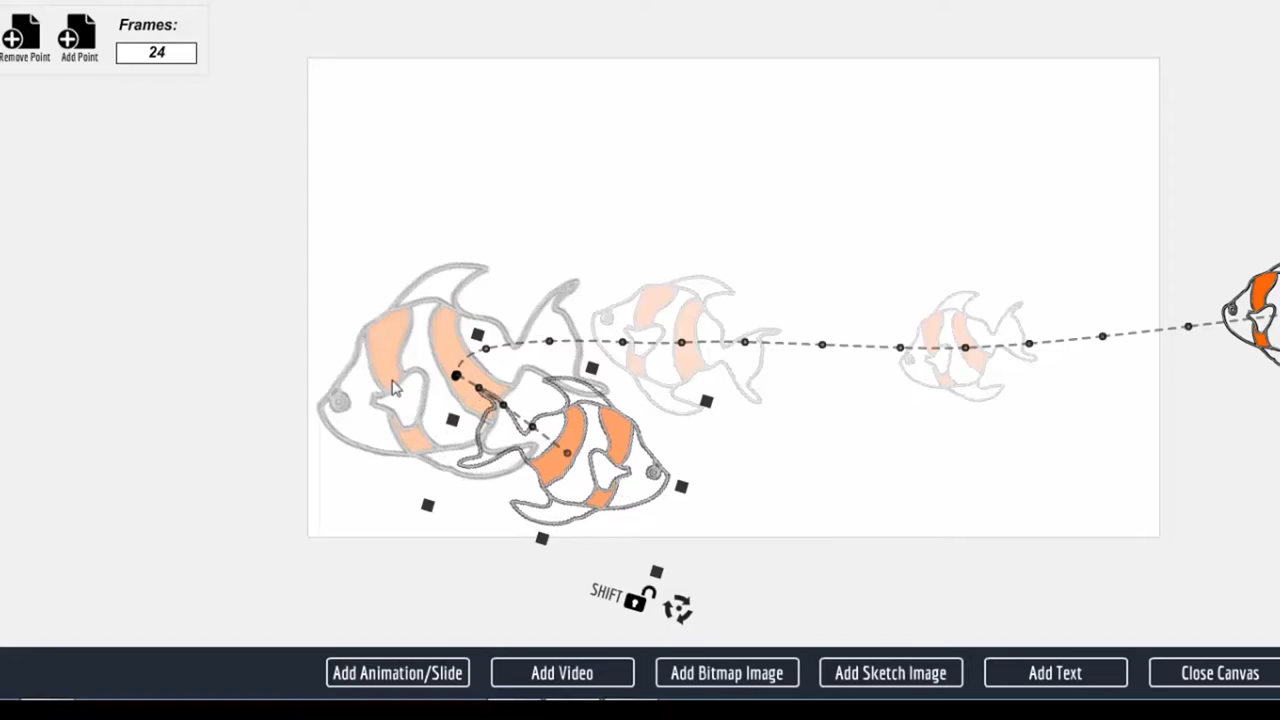 Frames:
Remove Point
Add Point
24
SHIFT
Add Animation/Slide
Add Video
Add Bitmap Image
Add Sketch Image
Add Text
Close Canvas